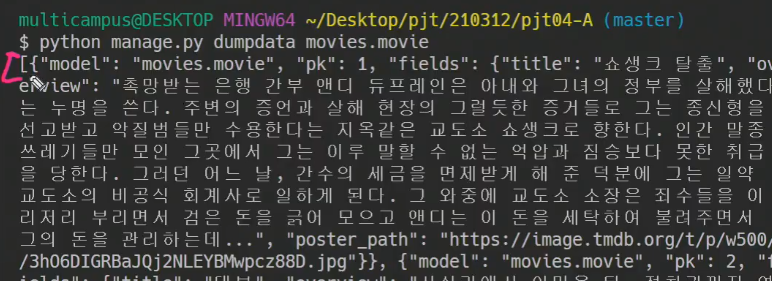 multicampus@DESKTOP MINGW64 ~/Desktop/pjt/210312/pjt04-A (master)
$ python manage.py dumpdata movies.movie
[{"model": "movies.movie", "pk": 1, "fields": {"title": "쇼생크 탈출", "ov
erview": "촉망받는 은행 간부 앤디 듀프레인은 아내와 그녀의 정부를 살해했다
는 누명을 쓴다. 주변의 증언과 살해 현장의 그럴듯한 증거들로 그는 종신형을
선고받고 악질범들만 수용한다는 지옥같은 교도소 쇼생크로 향한다. 인간 말종
쓰레기들만 모인 그곳에서 그는 이루 말할 수 없는 억압과 짐승보다 못한 취급
을 당한다. 그러던 어느 날, 간수의 세금을 면제받게 해 준 덕분에 그는 일약
교도소의 비공식 회계사로 일하게 된다. 그 와중에 교도소 소장은 죄수들을 이
리저리 부리면서 검은 돈을 긁어 모으고 앤디는 이 돈을 세탁하여 불려주면서
그의 돈을 관리하는데...", "poster_path": "https://image.tmdb.org/t/p/w500/
/3hO6DIGRBaJQj2NLEYBMwpcz88D.jpg"}}, {"model": "movies.movie", "pk": 2, "f
ields": {"title": "대부", "overview":